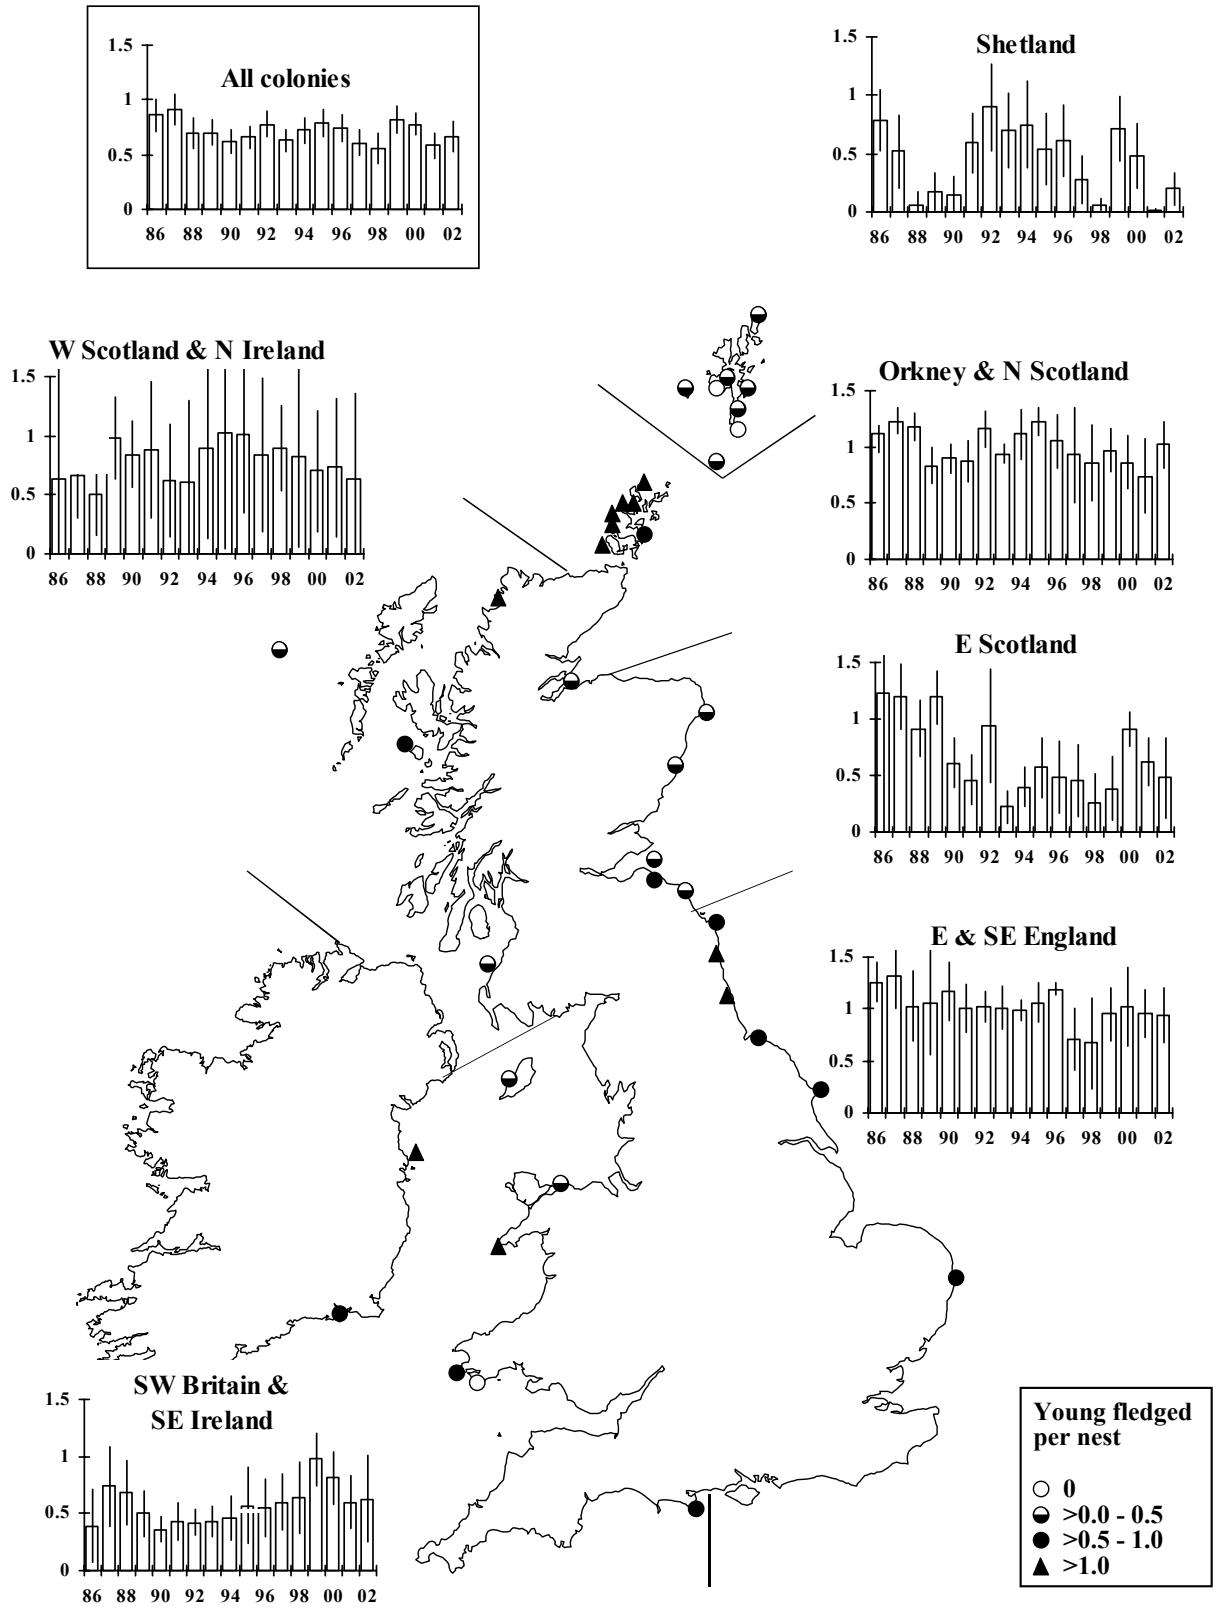 All colonies
1.5
1
0.5
0
86 88 90 92 94 96 98 00 02
Shetland
1.5
1
0.5
0
86 88 90 92 94 96 98 00 02
W Scotland & N Ireland
1.5
1
0.5
0
86 88 90 92 94 96 98 00 02
Orkney & N Scotland
1.5
1
0.5
0
86 88 90 92 94 96 98 00 02
E Scotland
1.5
1
0.5
0
86 88 90 92 94 96 98 00 02
E & SE England
1.5
1
0.5
0
86 88 90 92 94 96 98 00 02
SW Britain &
SE Ireland
1.5
1
0.5
0
86 88 90 92 94 96 98 00 02
Young fledged
per nest
0
>0.0 - 0.5
>0.5 - 1.0
>1.0